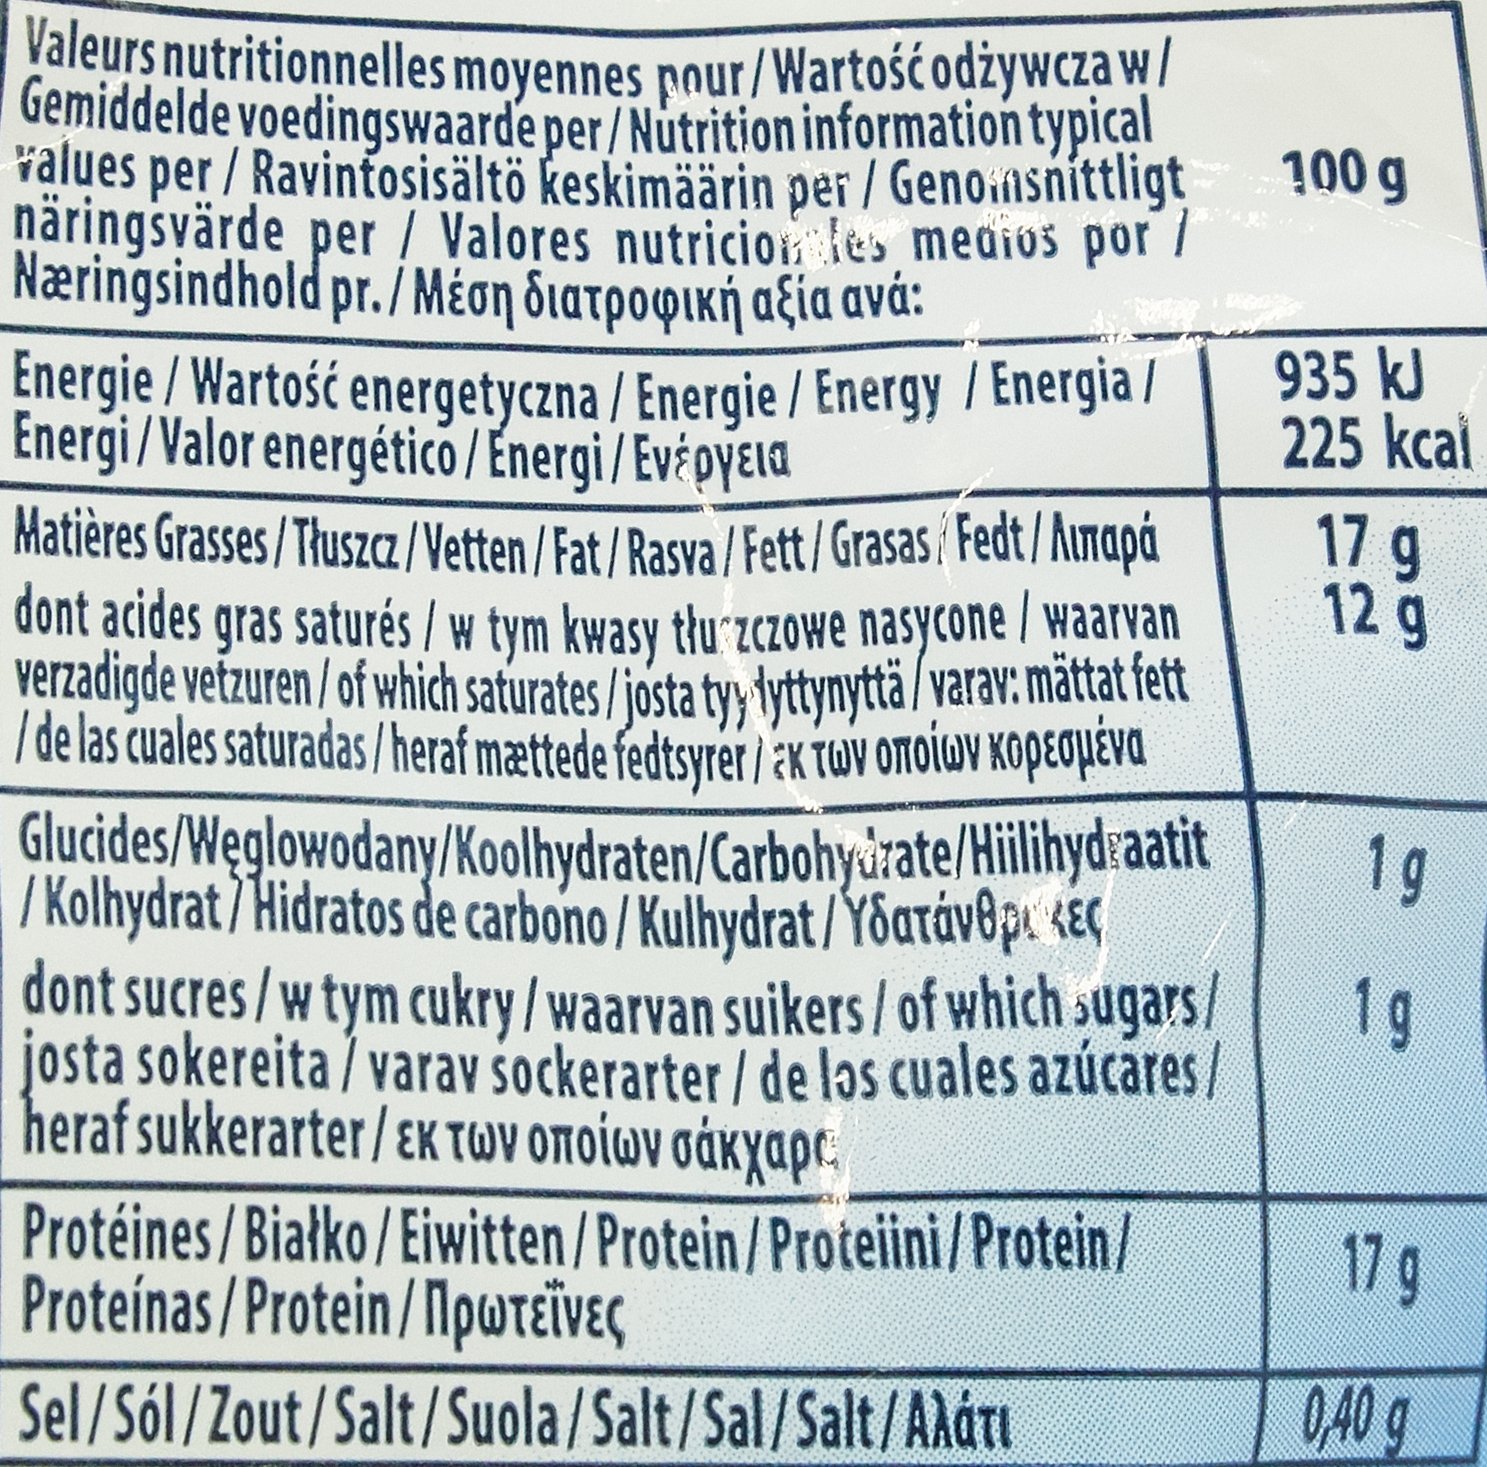 Valeurs nutritionnelles moyennes pour / Wartość odżywcza w /
Gemiddelde voedingswaarde per / Nutrition information typical
values per / Ravintosisältö keskimäärin per / Genomsnittligt 100 g
näringsvärde per / Valores nutricionales medios por /
Næringsindhold pr. / Μέση διατροφική αξία ανά:
Energie / Wartość energetyczna / Energie / Energy / Energia / 935 kJ
Energi / Valor energético / Energi / Ενέργεια 225 kcal
Matières Grasses / Tłuszcz / Vetten / Fat / Rasva / Fett / Grasas / Fedt / Λιπαρά 17 g
dont acides gras saturés / w tym kwasy tłuszczowe nasycone / waarvan 12 g
verzadigde vetzuren / of which saturates / josta tyydyttynyttä / varav: mättat fett
/ de las cuales saturadas / heraf mættede fedtsyrer / εκ των οποίων κορεσμένα
Glucides/Węglowodany/Koolhydraten/Carbohydrate/Hiilihydraatit 1 g
/ Kolhydrat / Hidratos de carbono / Kulhydrat / Υδατάνθρακες
dont sucres / w tym cukry / waarvan suikers / of which sugars / 1 g
josta sokereita / varav sockerarter / de los cuales azúcares /
heraf sukkerarter / εκ των οποίων σάκχαρα
Protéines / Białko / Eiwitten / Protein / Proteiini / Protein / 17 g
Proteínas / Protein / Πρωτεΐνες
Sel / Sól / Zout / Salt / Suola / Salt / Sal / Salt / Αλάτι 0,40 g